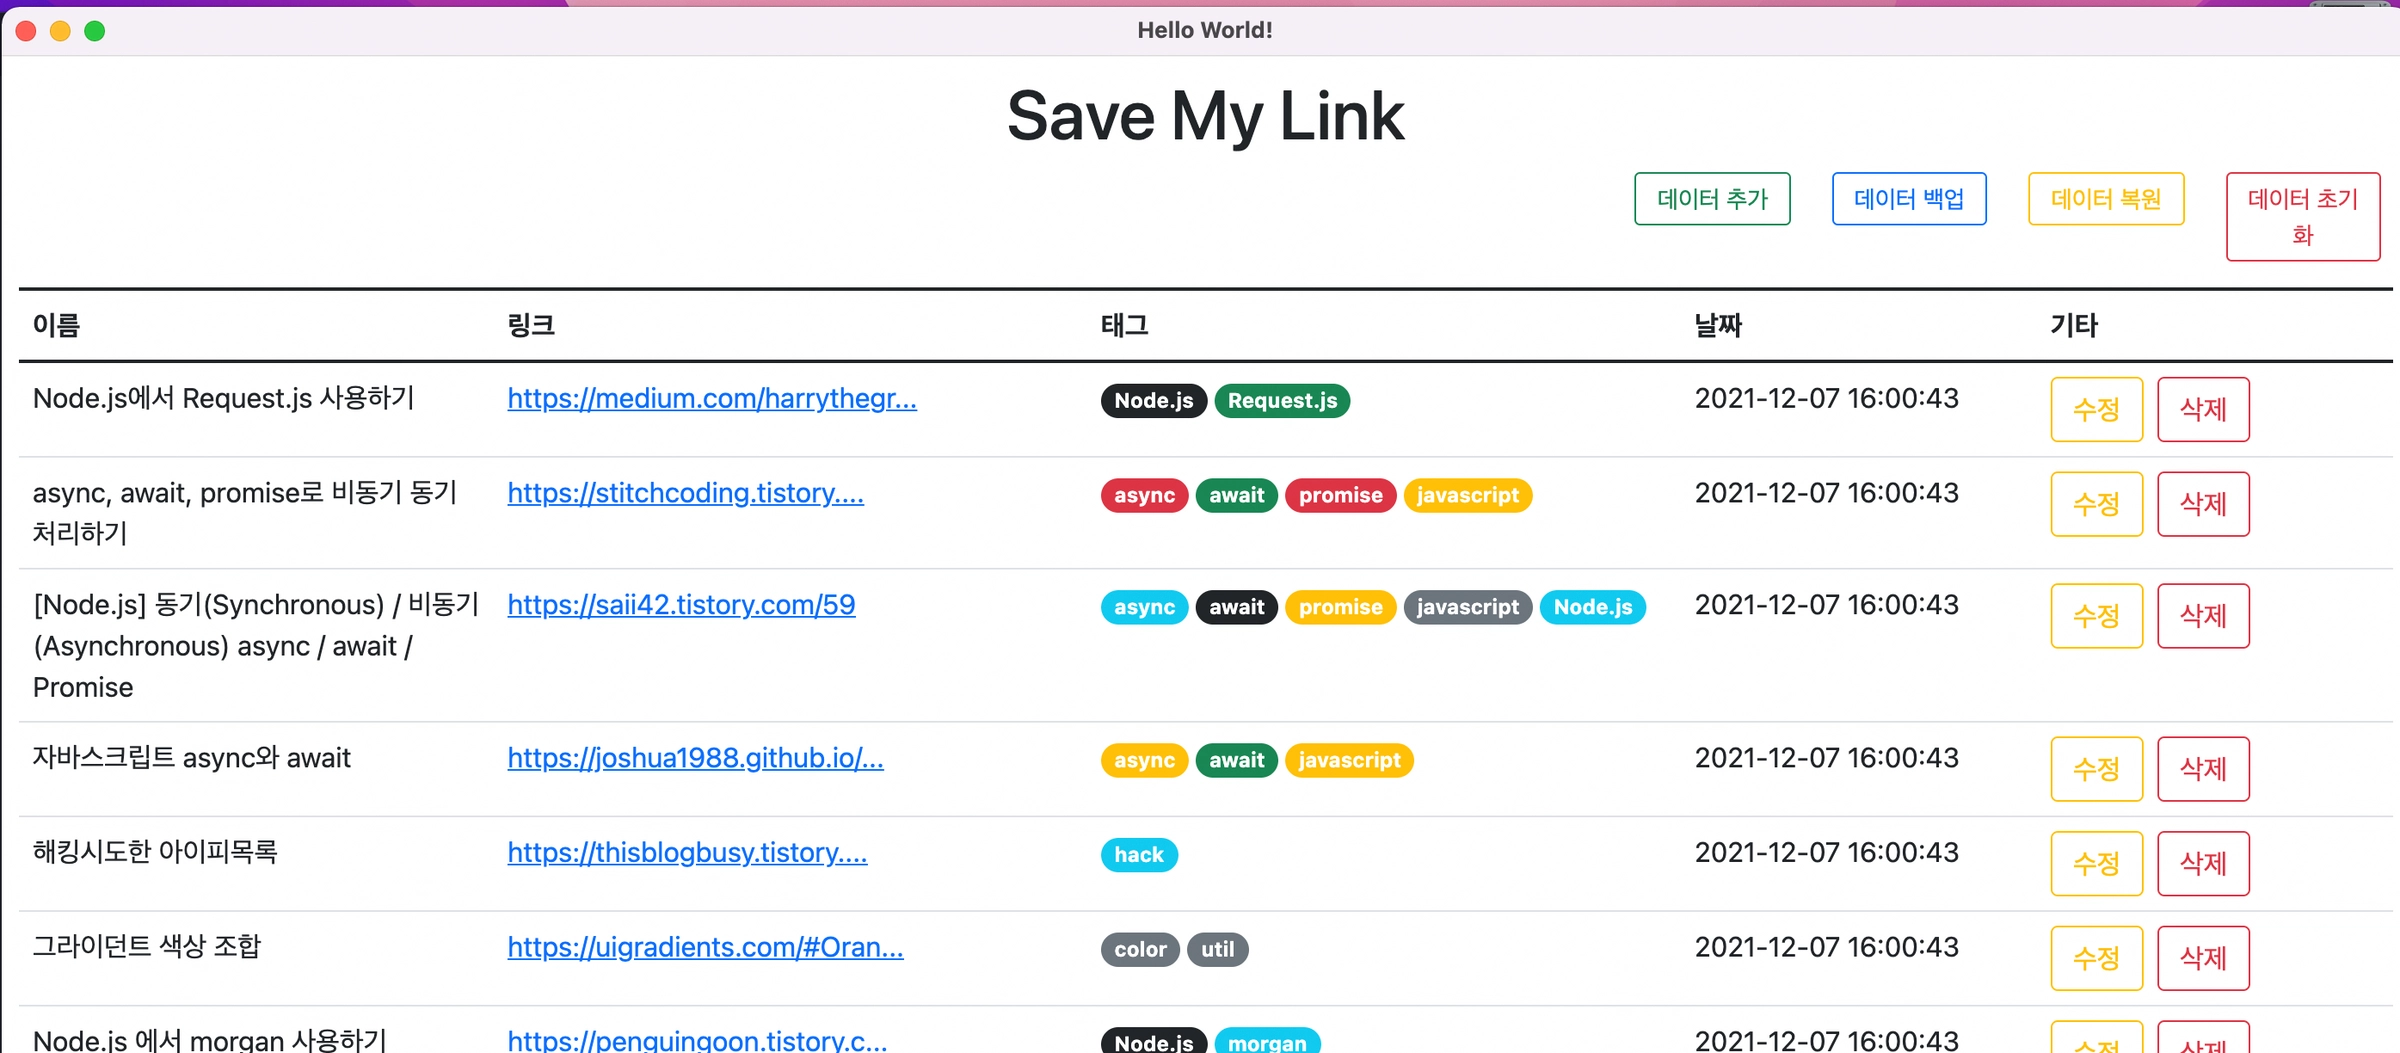 Hello World!
Save My Link
데이터 추가 데이터 백업 데이터 복원 데이터 초기
화
이름 링크 태그 날짜 기타
Node.js에서 Request.js 사용하기 https://medium.com/harrythegr... Node.js Request.js 2021-12-07 16:00:43 수정 삭제
async, await, promise로 비동기 동기 https://stitchcoding.tistory.... async await promise javascript 2021-12-07 16:00:43 수정 삭제
처리하기
[Node.js] 동기(Synchronous) / 비동기 https://saii42.tistory.com/59 async await promise javascript Node.js 2021-12-07 16:00:43 수정 삭제
(Asynchronous) async / await /
Promise
자바스크립트 async와 await https://joshua1988.github.io/... async await javascript 2021-12-07 16:00:43 수정 삭제
해킹시도한 아이피목록 https://thisblogbusy.tistory.... hack 2021-12-07 16:00:43 수정 삭제
그라이던트 색상 조합 https://uigradients.com/#Oran... color util 2021-12-07 16:00:43 수정 삭제
Node.js 에서 morgan 사용하기 https://penguingoon.tistory.c... Node.js morgan 2021-12-07 16:00:43 수정 삭제